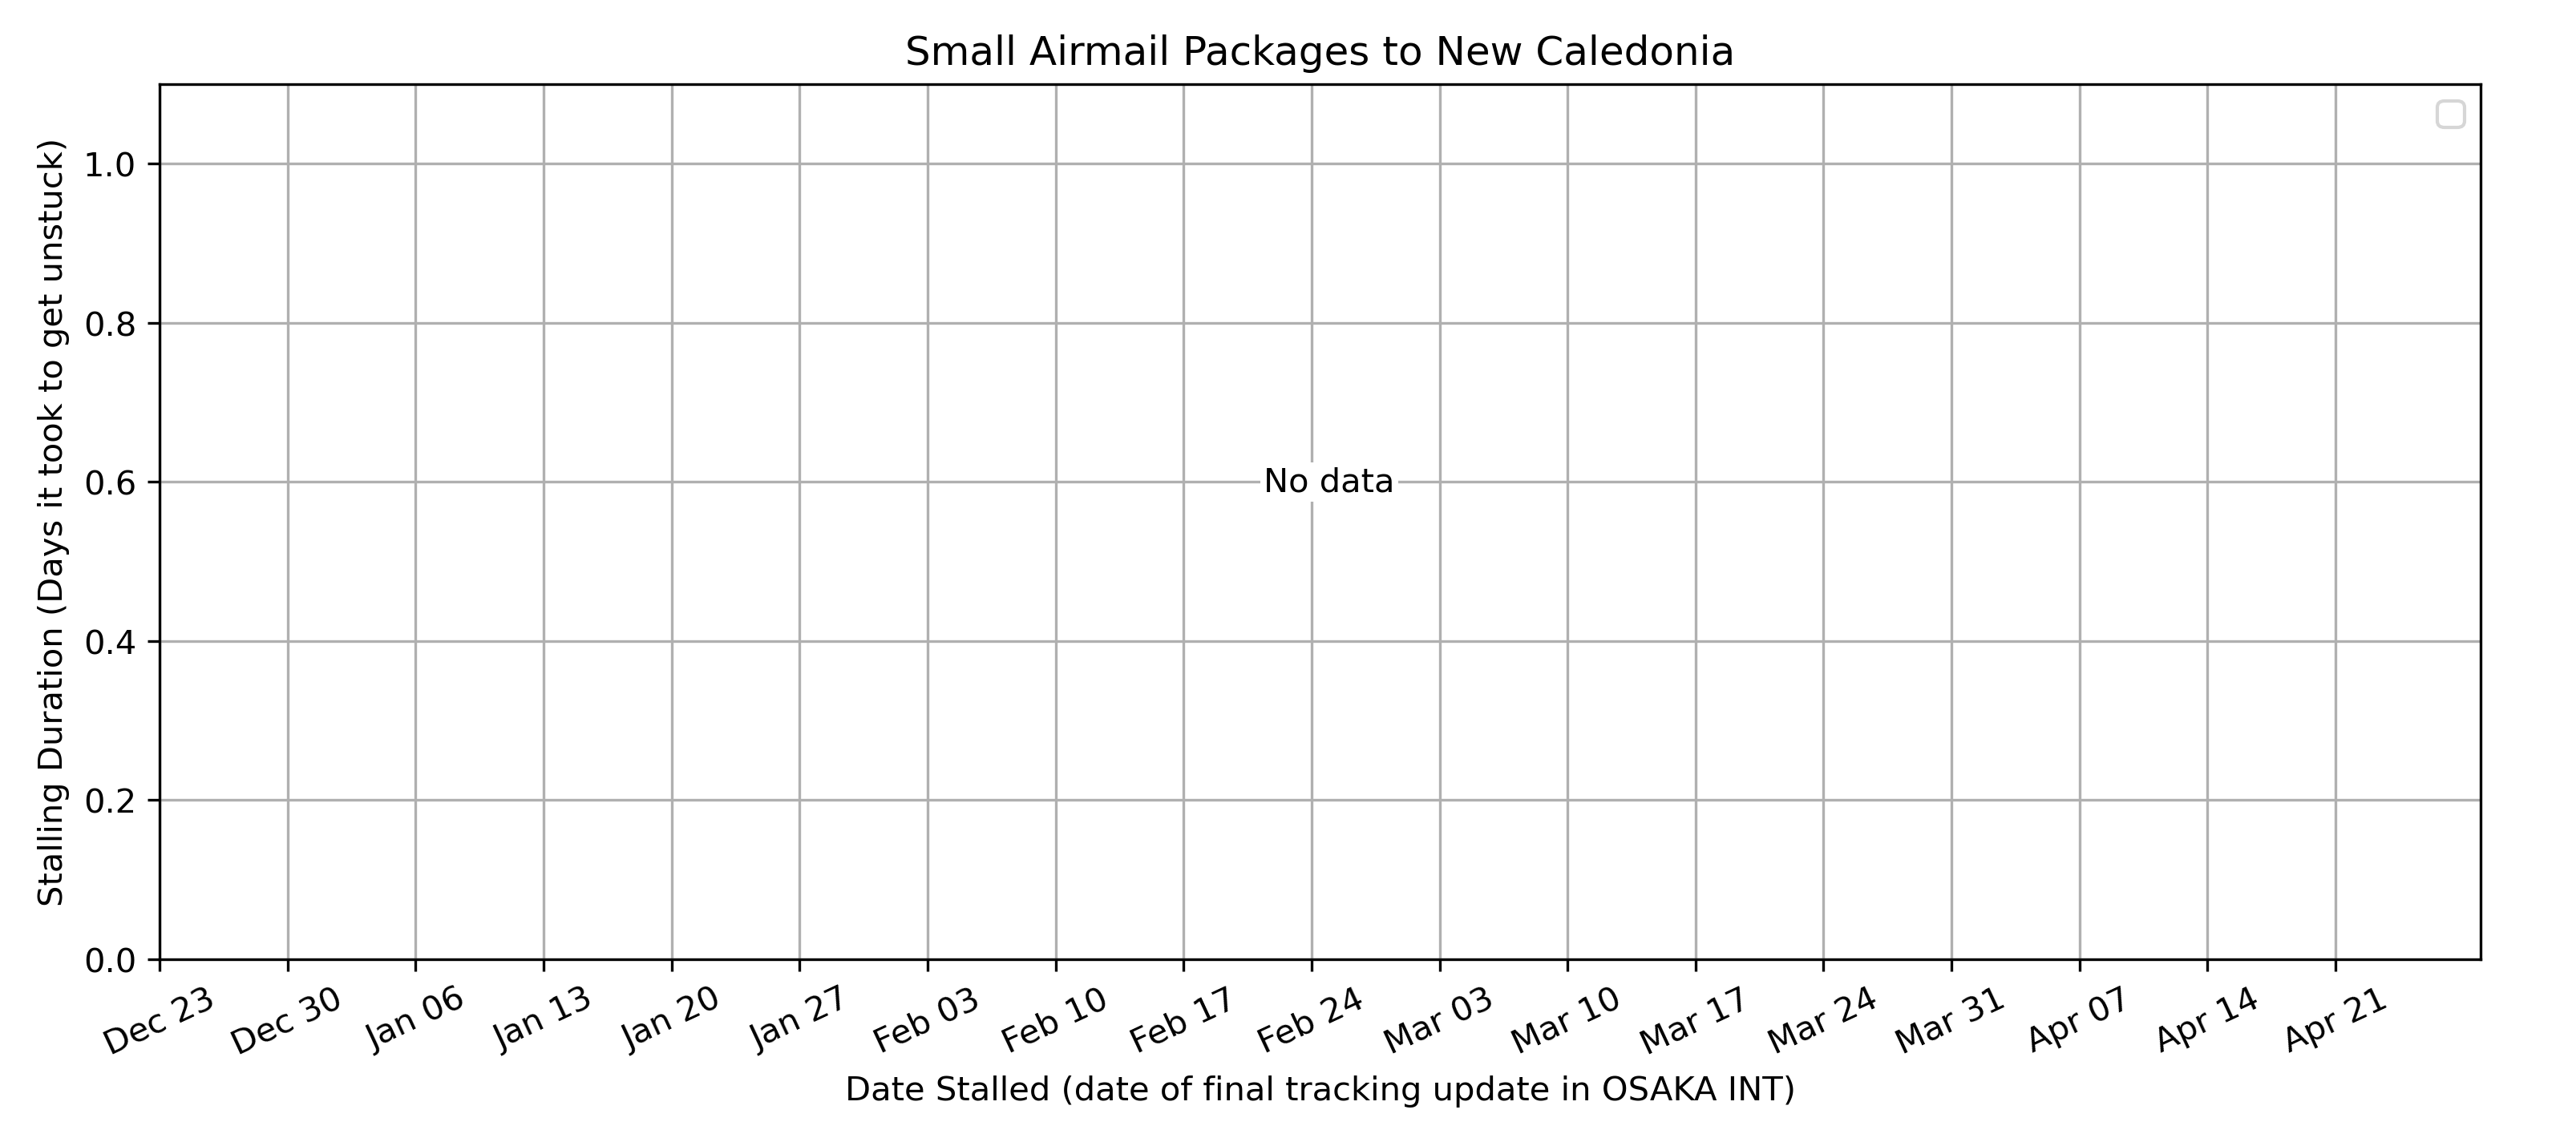 Small Airmail Packages to New Caledonia
Stalling Duration (Days it took to get unstuck)
1.0
0.8
0.6
0.4
0.2
0.0
No data
Dec 23
Dec 30
Jan 06
Jan 13
Jan 20
Jan 27
Feb 03
Feb 10
Feb 17
Feb 24
Mar 03
Mar 10
Mar 17
Mar 24
Mar 31
Apr 07
Apr 14
Apr 21
Date Stalled (date of final tracking update in OSAKA INT)